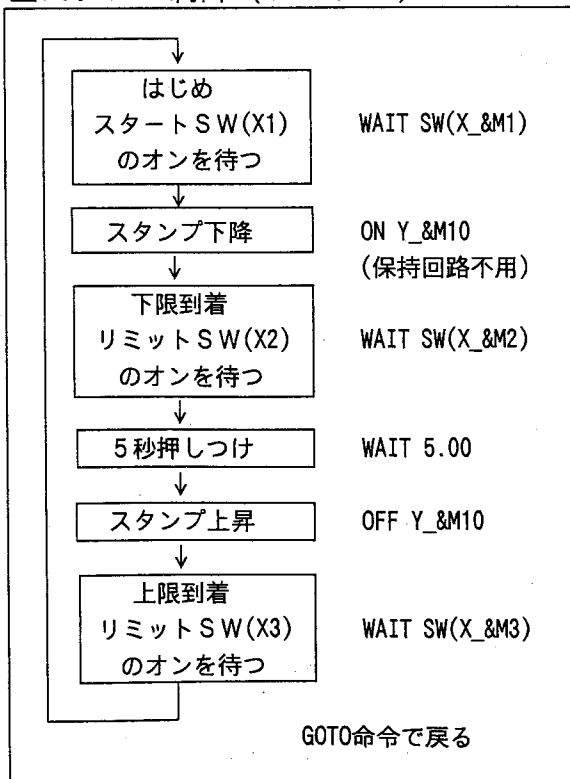 はじめ
スタートSW(X1)
のオンを待つ
WAIT SW(X_&M1)
スタンプ下降
ON Y_&M10
(保持回路不用)
下限到着
リミットSW(X2)
のオンを待つ
WAIT SW(X_&M2)
5秒押しつけ
WAIT 5.00
スタンプ上昇
OFF Y_&M10
上限到着
リミットSW(X3)
のオンを待つ
WAIT SW(X_&M3)
GOTO命令で戻る